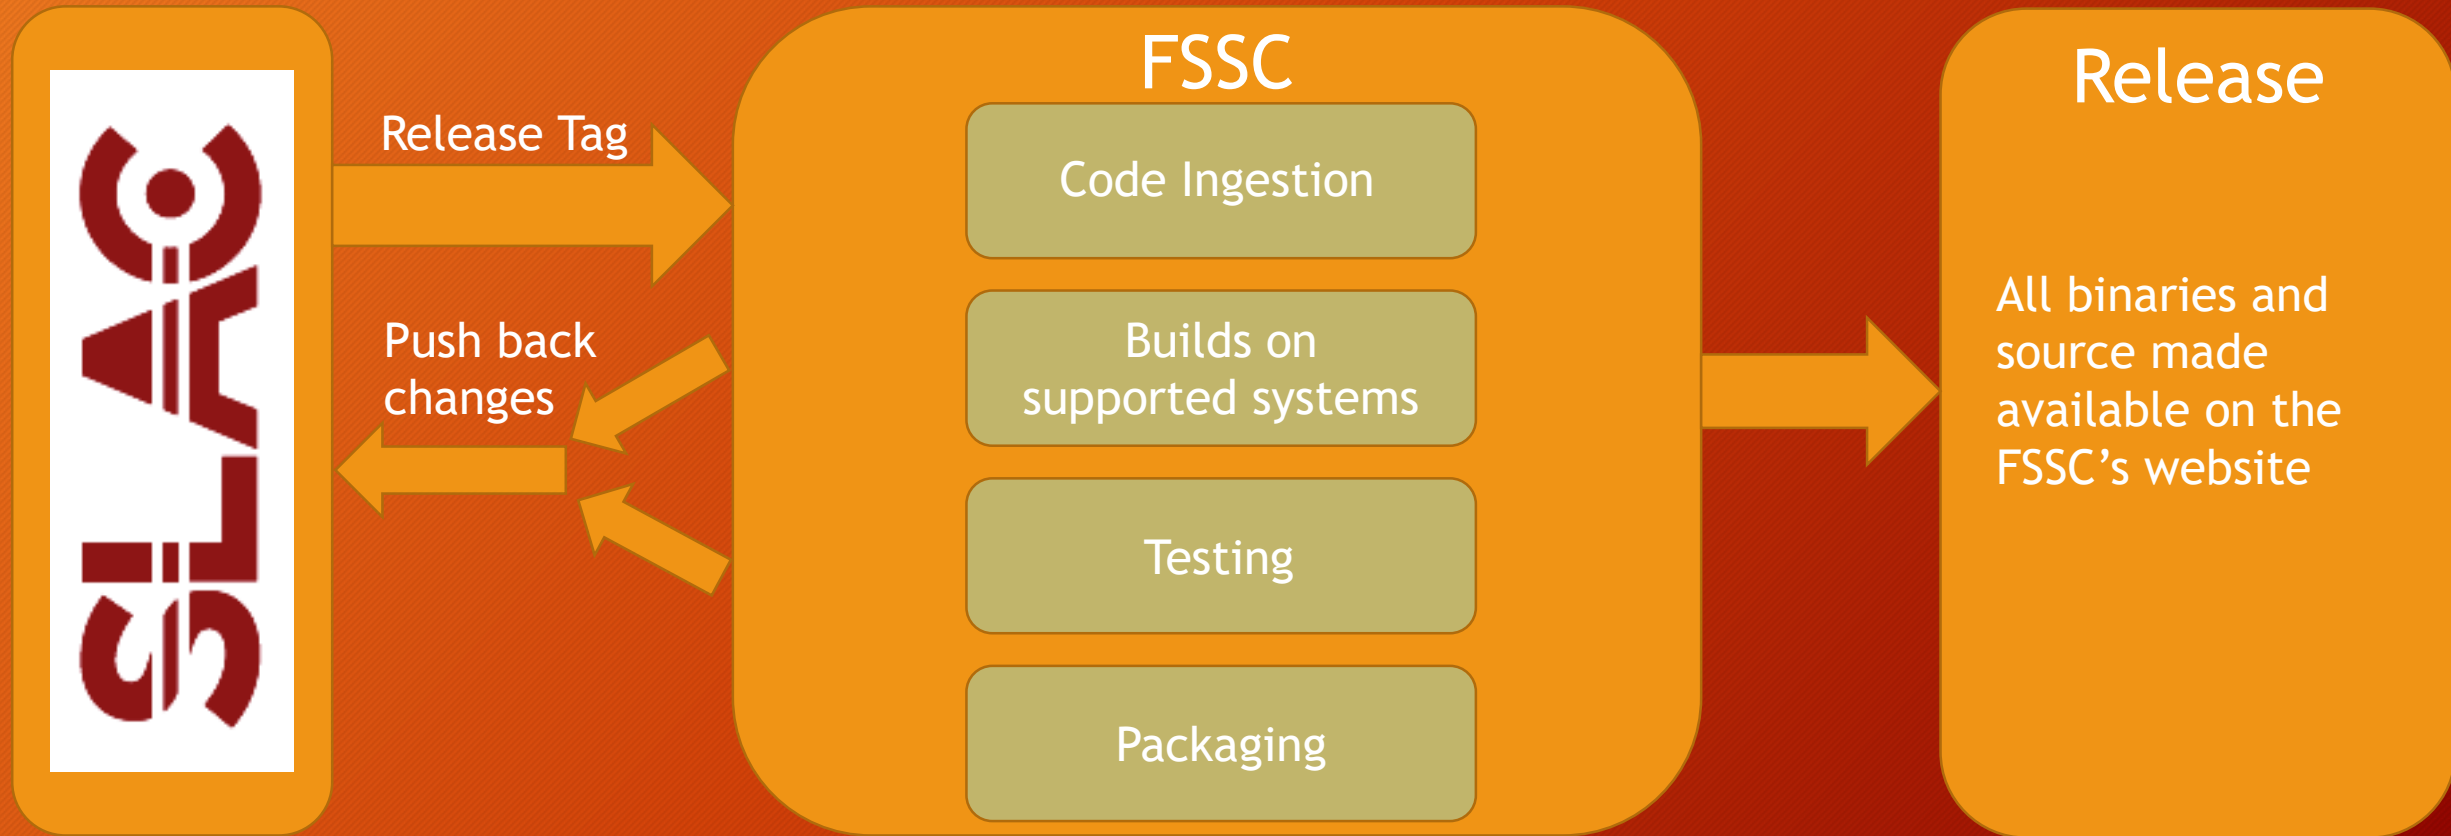 SLAC
Release Tag
Push back
changes
FSSC
Code Ingestion
Builds on
supported systems
Testing
Packaging
Release
All binaries and
source made
available on the
FSSC’s website